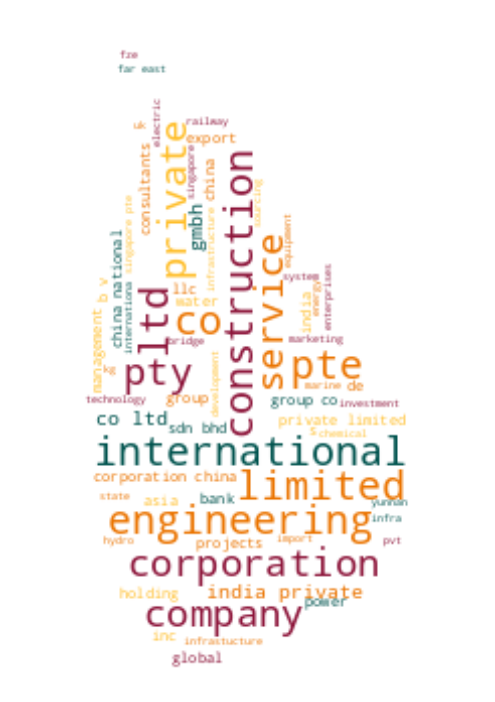 fze
far east
electric
railway
uk
export
private
consultants
singapore
construction
china
sourcing
singapore pte
gmbh
infrastructure
equipment
service
china national
internationa
b v
llc
system
enterprises
energy
india
water
ltd
co
management
bridge
marketing
pte
pty
kg
development
marine
de
technology
group
group co
investment
co ltd
sdn bhd
private limited
s
chemical
international
corporation china
limited
state
asia
bank
yunnan
engineering
infra
hydro
projects
import
pvt
corporation
holding
india private
power
company
inc
infrastucture
global